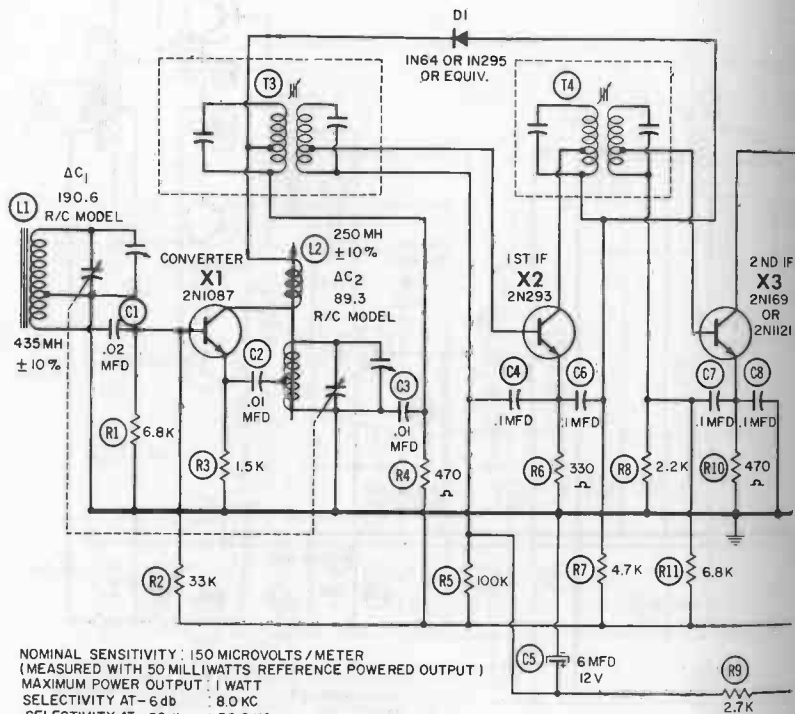 D1
IN64 OR IN295
OR EQUIV.
T3
T4
ΔC1
190.6
R/C MODEL
L1
250 MH
±10%
L2
CONVERTER
X1
2N1087
ΔC2
89.3
R/C MODEL
1ST IF
X2
2N293
2ND IF
X3
2N169
OR
2N1121
C1
.02
MFD
435MH
±10%
C2
.01
MFD
C3
.01
MFD
C4
.1MFD
C6
.1MFD
C7
.1MFD
C8
.1MFD
R1
6.8K
R3
1.5K
R4
470
Ω
R6
330
Ω
R8
2.2K
R10
470
Ω
R2
33K
R5
100K
R7
4.7K
R11
6.8K
C5
6 MFD
12V
R9
2.7K
NOMINAL SENSITIVITY : 150 MICROVOLTS / METER
(MEASURED WITH 50 MILLIWATTS REFERENCE POWERED OUTPUT )
MAXIMUM POWER OUTPUT : 1 WATT
SELECTIVITY AT-6db : 8.0 KC